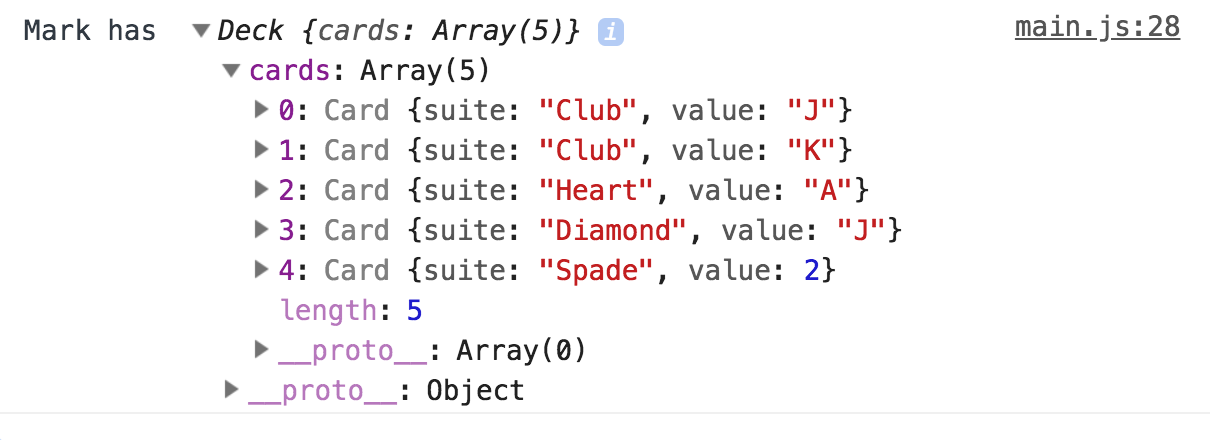 Mark has ▼Deck {cards: Array(5)} i main.js:28
▼cards: Array(5)
▶0: Card {suite: "Club", value: "J"}
▶1: Card {suite: "Club", value: "K"}
▶2: Card {suite: "Heart", value: "A"}
▶3: Card {suite: "Diamond", value: "J"}
▶4: Card {suite: "Spade", value: 2}
length: 5
▶__proto__: Array(0)
▶__proto__: Object